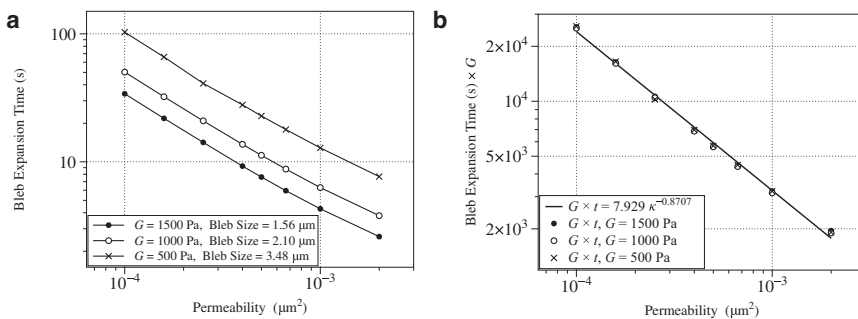 a
100
10
Bleb Expansion Time (s)
G = 1500 Pa, Bleb Size = 1.56 μm
G = 1000 Pa, Bleb Size = 2.10 μm
G = 500 Pa, Bleb Size = 3.48 μm
10⁻⁴
10⁻³
Permeability (μm²)
b
2×10⁴
10⁴
5×10³
2×10³
Bleb Expansion Time (s) × G
G × t = 7.929 κ⁻⁰·⁸⁷⁰⁷
G × t, G = 1500 Pa
G × t, G = 1000 Pa
G × t, G = 500 Pa
10⁻⁴
10⁻³
Permeability (μm²)